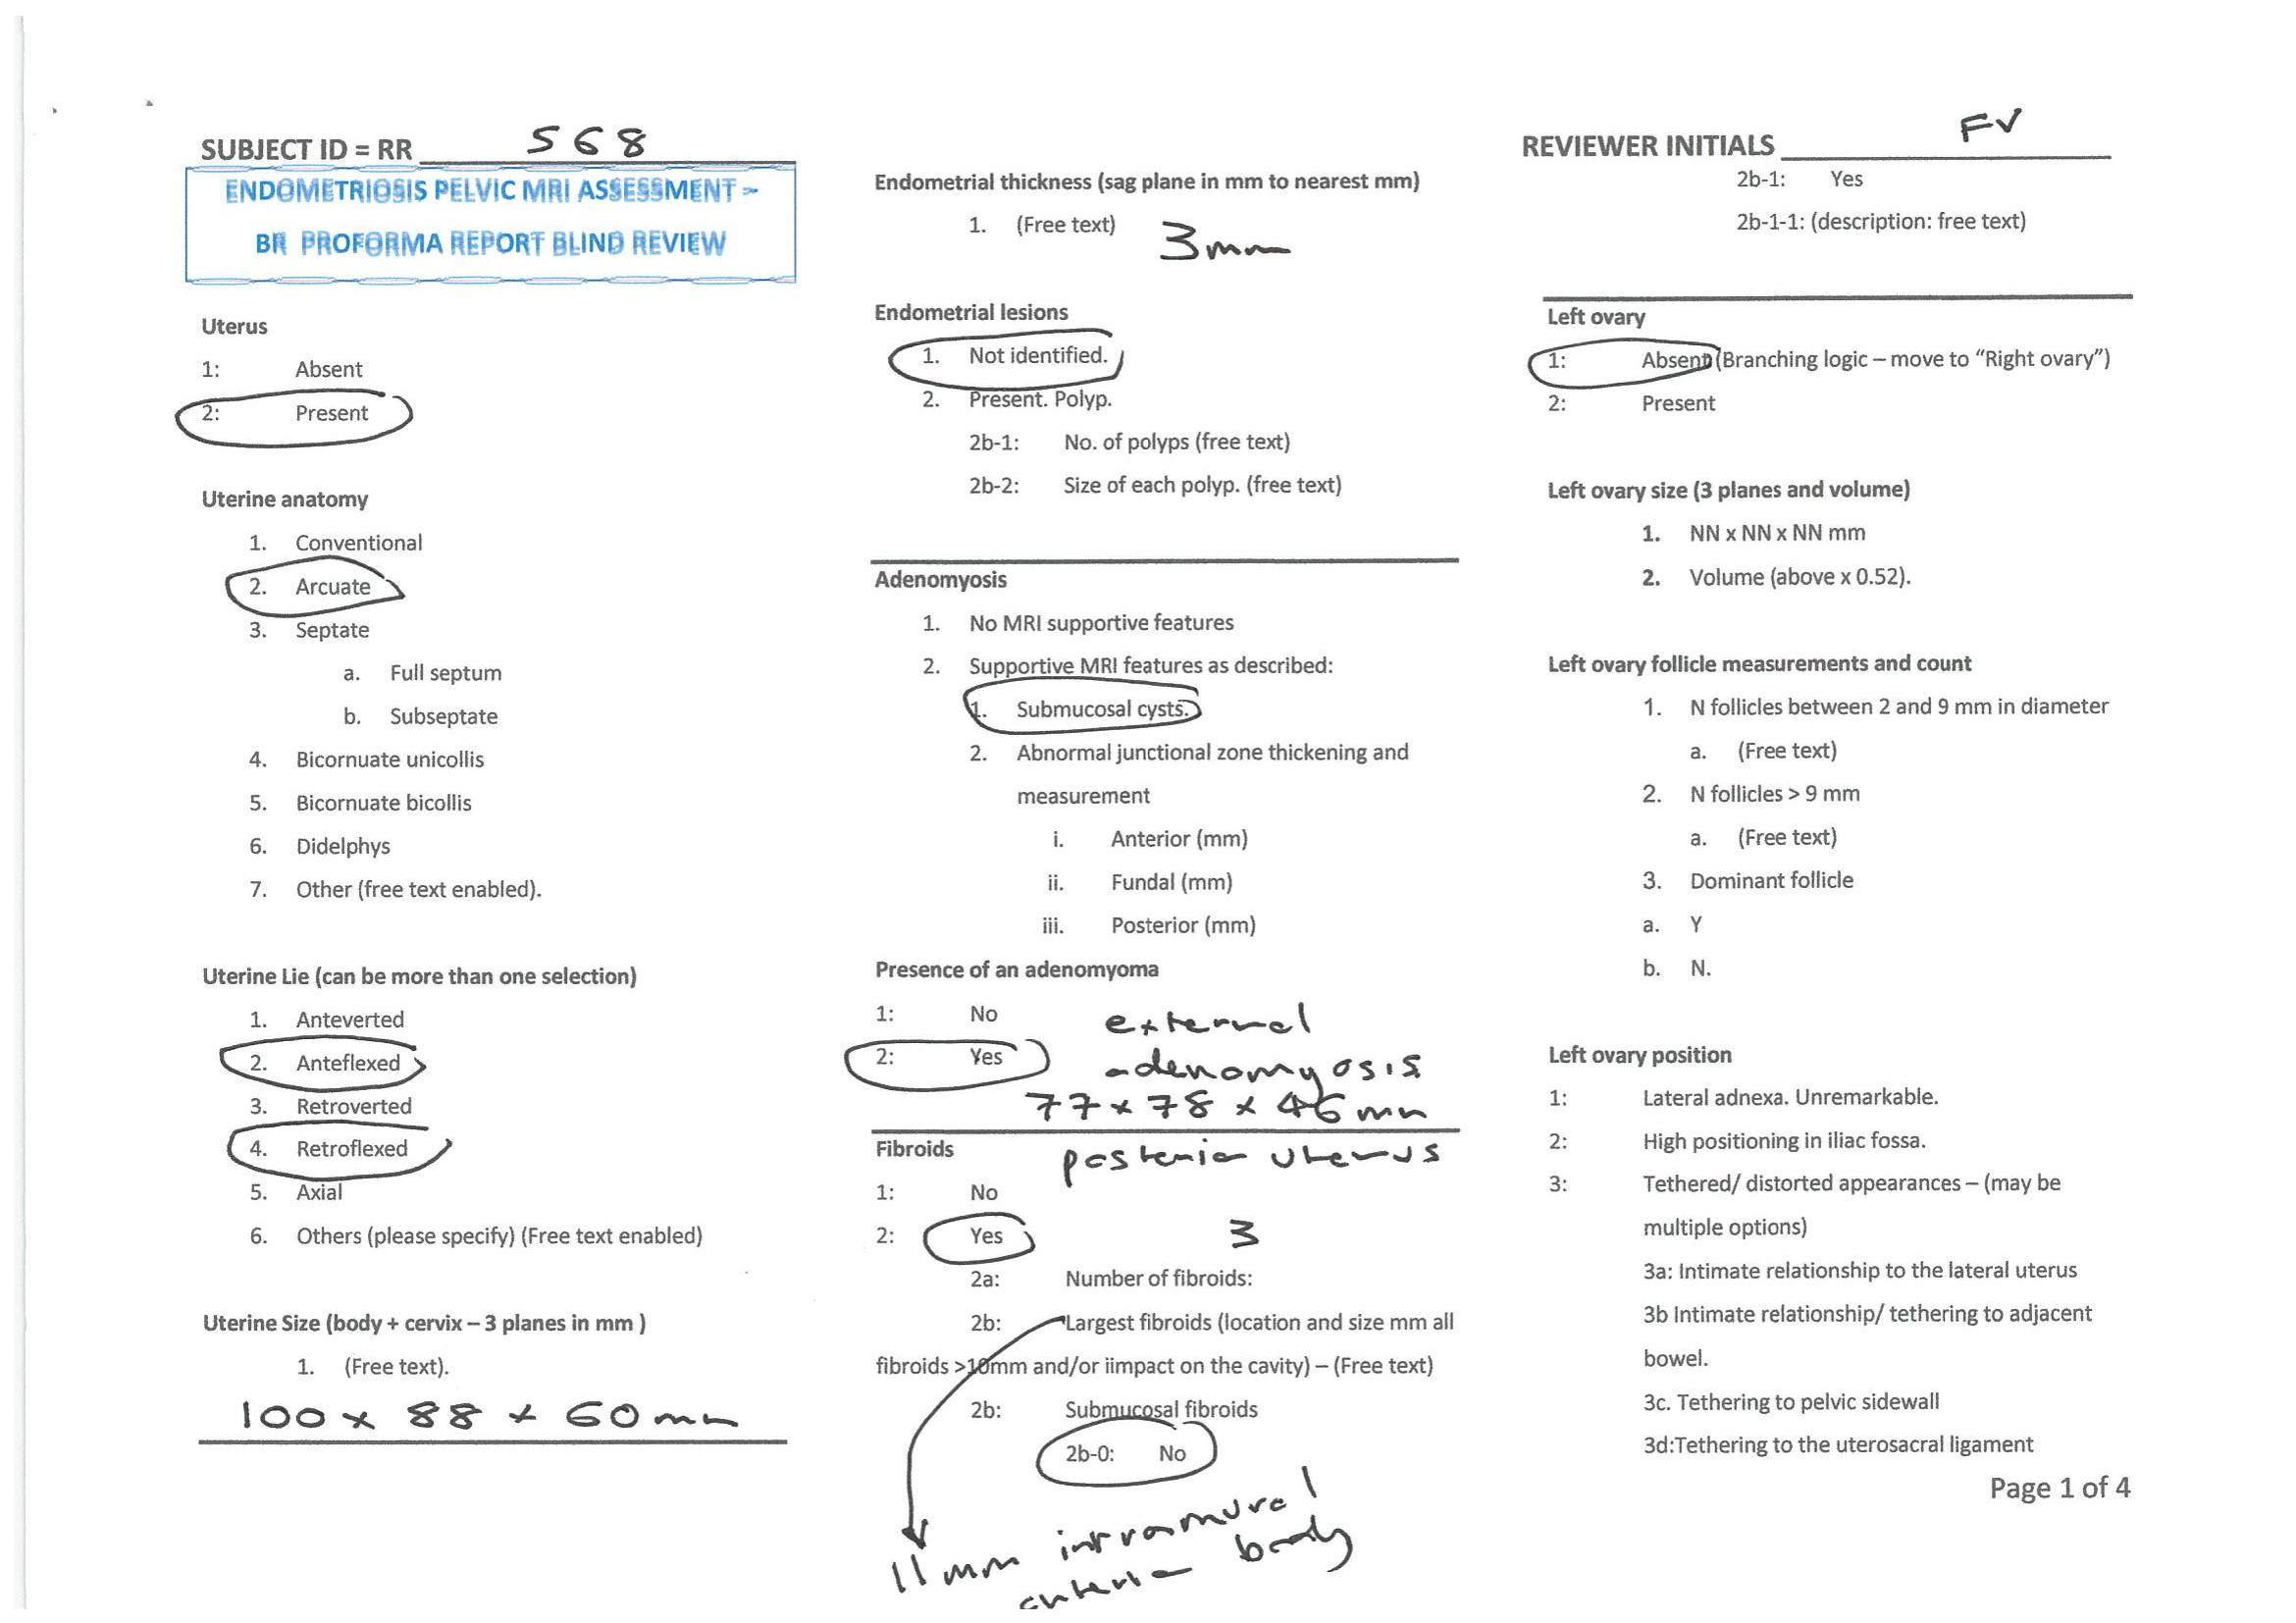 SUBJECT ID = RR 568
ENDOMETRIOSIS PELVIC MRI ASSESSMENT -
BR PROFORMA REPORT BLIND REVIEW
Uterus
1: Absent
2: Present
Uterine anatomy
1. Conventional
2. Arcuate
3. Septate
a. Full septum
b. Subseptate
4. Bicornuate unicollis
5. Bicornuate bicollis
6. Didelphys
7. Other (free text enabled).
Uterine Lie (can be more than one selection)
1. Anteverted
2. Anteflexed
3. Retroverted
4. Retroflexed
5. Axial
6. Others (please specify) (Free text enabled)
Uterine Size (body + cervix – 3 planes in mm )
1. (Free text).
100 x 88 x 60 mm
Endometrial thickness (sag plane in mm to nearest mm)
1. (Free text) 3mm
Endometrial lesions
1. Not identified.
2. Present. Polyp.
2b-1: No. of polyps (free text)
2b-2: Size of each polyp. (free text)
Adenomyosis
1. No MRI supportive features
2. Supportive MRI features as described:
1. Submucosal cysts.
2. Abnormal junctional zone thickening and
measurement
i. Anterior (mm)
ii. Fundal (mm)
iii. Posterior (mm)
Presence of an adenomyoma
1: No external
2: Yes adenomyosis
77 x 78 x 46 mm
Fibroids posterior uterus
1: No
2: Yes 3
2a: Number of fibroids:
2b: Largest fibroids (location and size mm all
fibroids >10mm and/or iimpact on the cavity) – (Free text)
2b: Submucosal fibroids
2b-0: No
11 mm intramural
anterior body
REVIEWER INITIALS FV
2b-1: Yes
2b-1-1: (description: free text)
Left ovary
1: Absent (Branching logic – move to “Right ovary”)
2: Present
Left ovary size (3 planes and volume)
1. NN x NN x NN mm
2. Volume (above x 0.52).
Left ovary follicle measurements and count
1. N follicles between 2 and 9 mm in diameter
a. (Free text)
2. N follicles > 9 mm
a. (Free text)
3. Dominant follicle
a. Y
b. N.
Left ovary position
1: Lateral adnexa. Unremarkable.
2: High positioning in iliac fossa.
3: Tethered/ distorted appearances – (may be
multiple options)
3a: Intimate relationship to the lateral uterus
3b Intimate relationship/ tethering to adjacent
bowel.
3c. Tethering to pelvic sidewall
3d:Tethering to the uterosacral ligament
Page 1 of 4